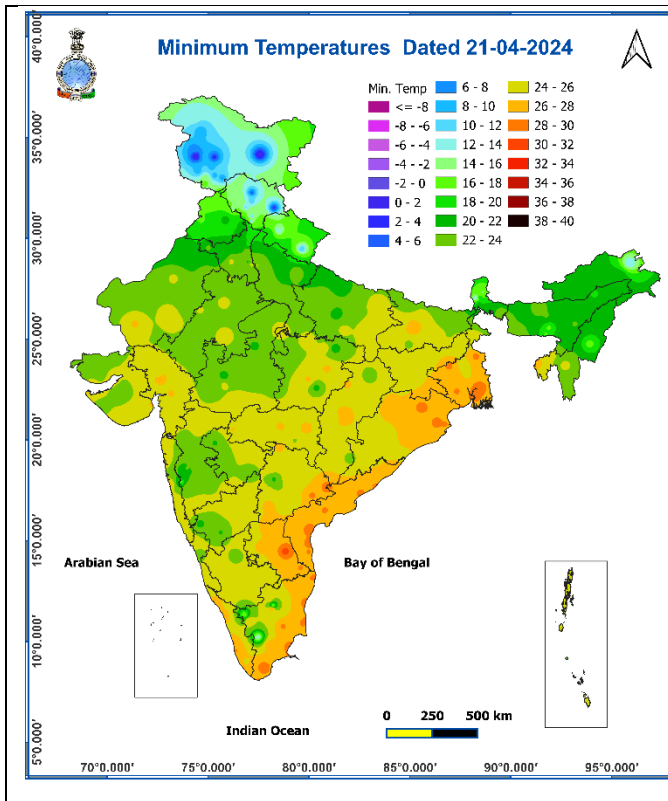 Minimum Temperatures Dated 21-04-2024
Min. Temp
<= -8
-8 - -6
-6 - -4
-4 - -2
-2 - 0
0 - 2
2 - 4
4 - 6
6 - 8
8 - 10
10 - 12
12 - 14
14 - 16
16 - 18
18 - 20
20 - 22
22 - 24
24 - 26
26 - 28
28 - 30
30 - 32
32 - 34
34 - 36
36 - 38
38 - 40
40°0.000'
35°0.000'
30°0.000'
25°0.000'
20°0.000'
15°0.000'
10°0.000'
5°0.000'
Arabian Sea
Bay of Bengal
Indian Ocean
0 250 500 km
70°0.000' 75°0.000' 80°0.000' 85°0.000' 90°0.000' 95°0.000'